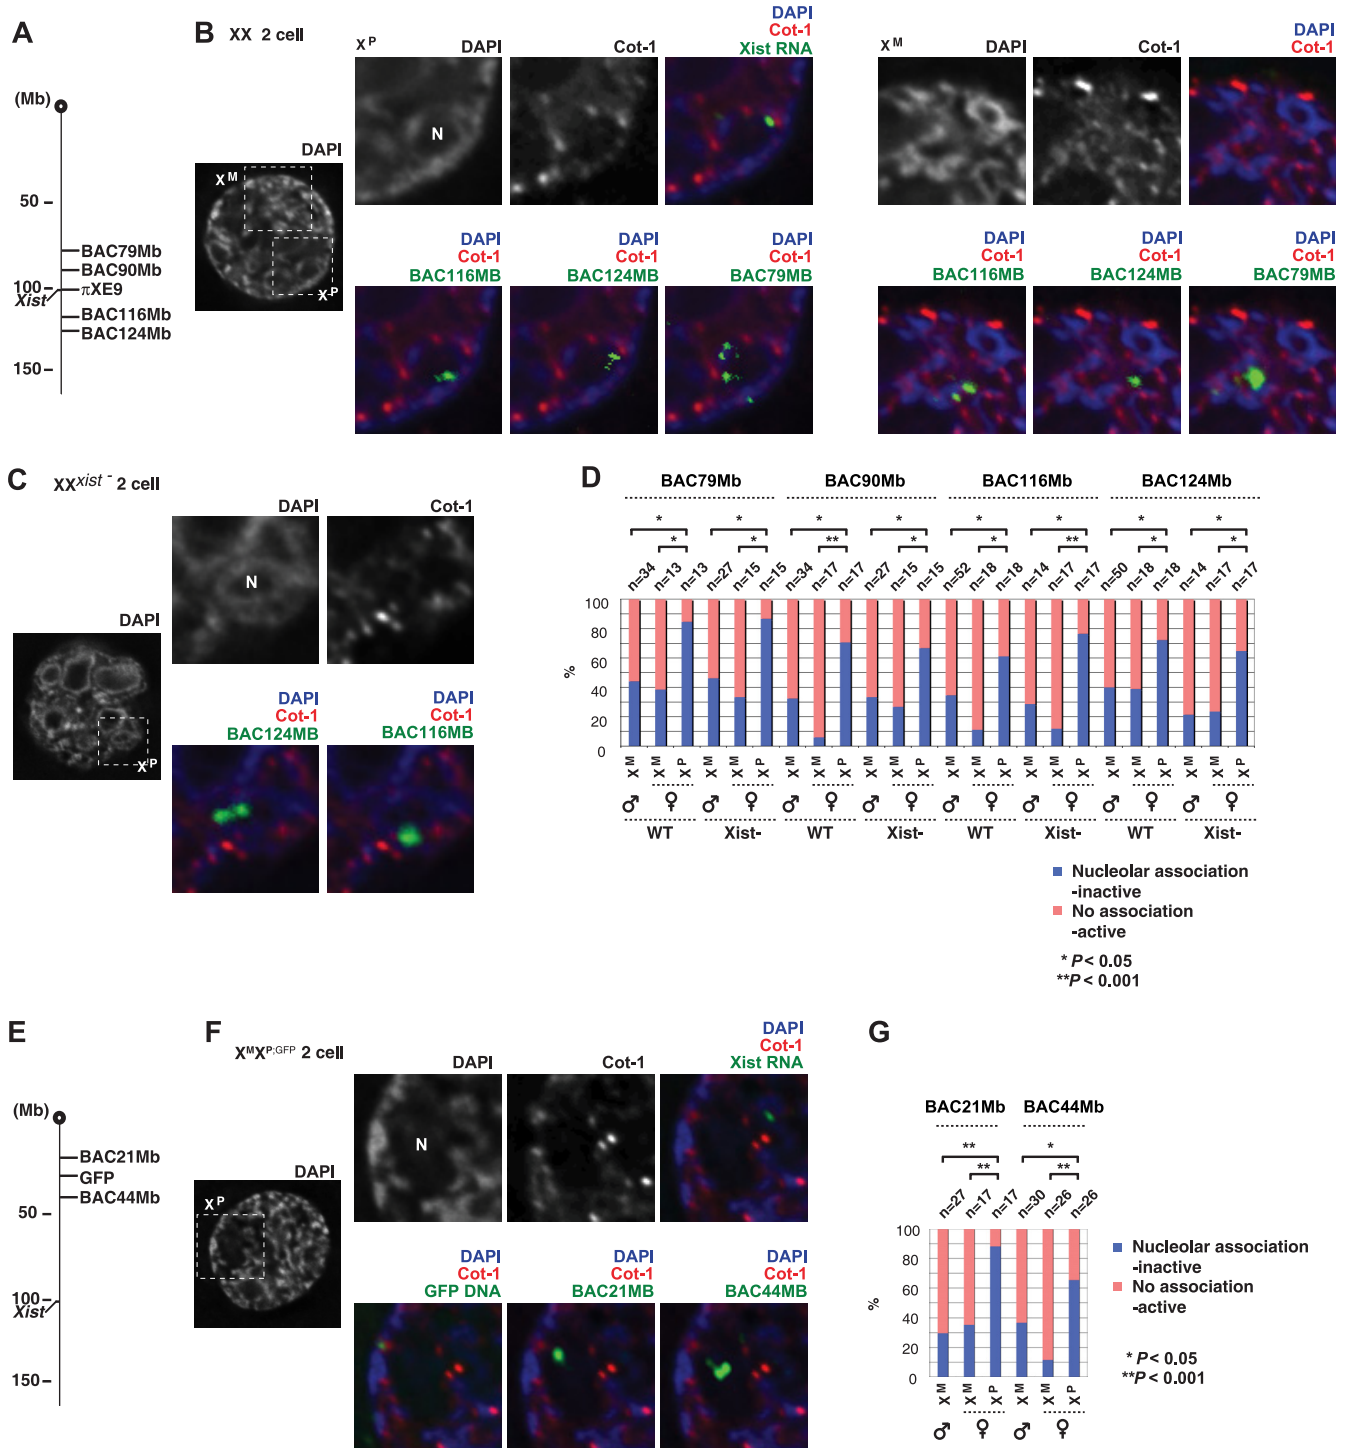 A
(Mb)
50
BAC79Mb
BAC90Mb
100
πXE9
Xist
BAC116Mb
BAC124Mb
150
B
XX 2 cell
DAPI
X M
X P
X P
DAPI
Cot-1
DAPI
Cot-1
Xist RNA
N
X M
DAPI
Cot-1
DAPI
Cot-1
DAPI
Cot-1
BAC116MB
DAPI
Cot-1
BAC124MB
DAPI
Cot-1
BAC79MB
DAPI
Cot-1
BAC116MB
DAPI
Cot-1
BAC124MB
DAPI
Cot-1
BAC79MB
C
XX xist - 2 cell
DAPI
X P
DAPI
Cot-1
N
DAPI
Cot-1
BAC124MB
DAPI
Cot-1
BAC116MB
D
BAC79Mb BAC90Mb BAC116Mb BAC124Mb
* * * * * * * *
* * ** * * ** * *
n=34 n=13 n=13 n=27 n=15 n=15 n=34 n=17 n=17 n=27 n=15 n=15 n=52 n=18 n=18 n=14 n=17 n=17 n=50 n=18 n=18 n=14 n=17 n=17
100
80
60
%
40
20
0
X M X M X P X M X M X P X M X M X P X M X M X P X M X M X P X M X M X P X M X M X P X M X M X P
♂ ♀ ♂ ♀ ♂ ♀ ♂ ♀ ♂ ♀ ♂ ♀ ♂ ♀ ♂ ♀
WT Xist- WT Xist- WT Xist- WT Xist-
Nucleolar association
-inactive
No association
-active
* P < 0.05
**P < 0.001
E
(Mb)
BAC21Mb
GFP
BAC44Mb
50
100
Xist
150
F
X M X P;GFP 2 cell
DAPI
X P
DAPI
Cot-1
DAPI
Cot-1
Xist RNA
N
DAPI
Cot-1
GFP DNA
DAPI
Cot-1
BAC21MB
DAPI
Cot-1
BAC44MB
G
BAC21Mb BAC44Mb
** *
** **
n=27 n=17 n=17 n=30 n=26 n=26
100
80
60
%
40
20
0
X M X M X P X M X M X P
♂ ♀ ♂ ♀
Nucleolar association
-inactive
No association
-active
* P < 0.05
**P < 0.001